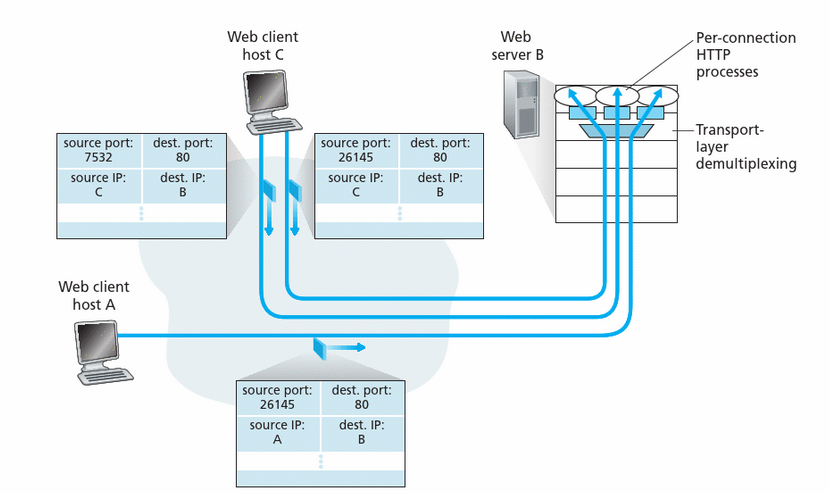 Web client
host C
Web
server B
Per-connection
HTTP
processes
Transport-
layer
demultiplexing
source port:
7532
dest. port:
80
source IP:
C
dest. IP:
B
source port:
26145
dest. port:
80
source IP:
C
dest. IP:
B
Web client
host A
source port:
26145
dest. port:
80
source IP:
A
dest. IP:
B